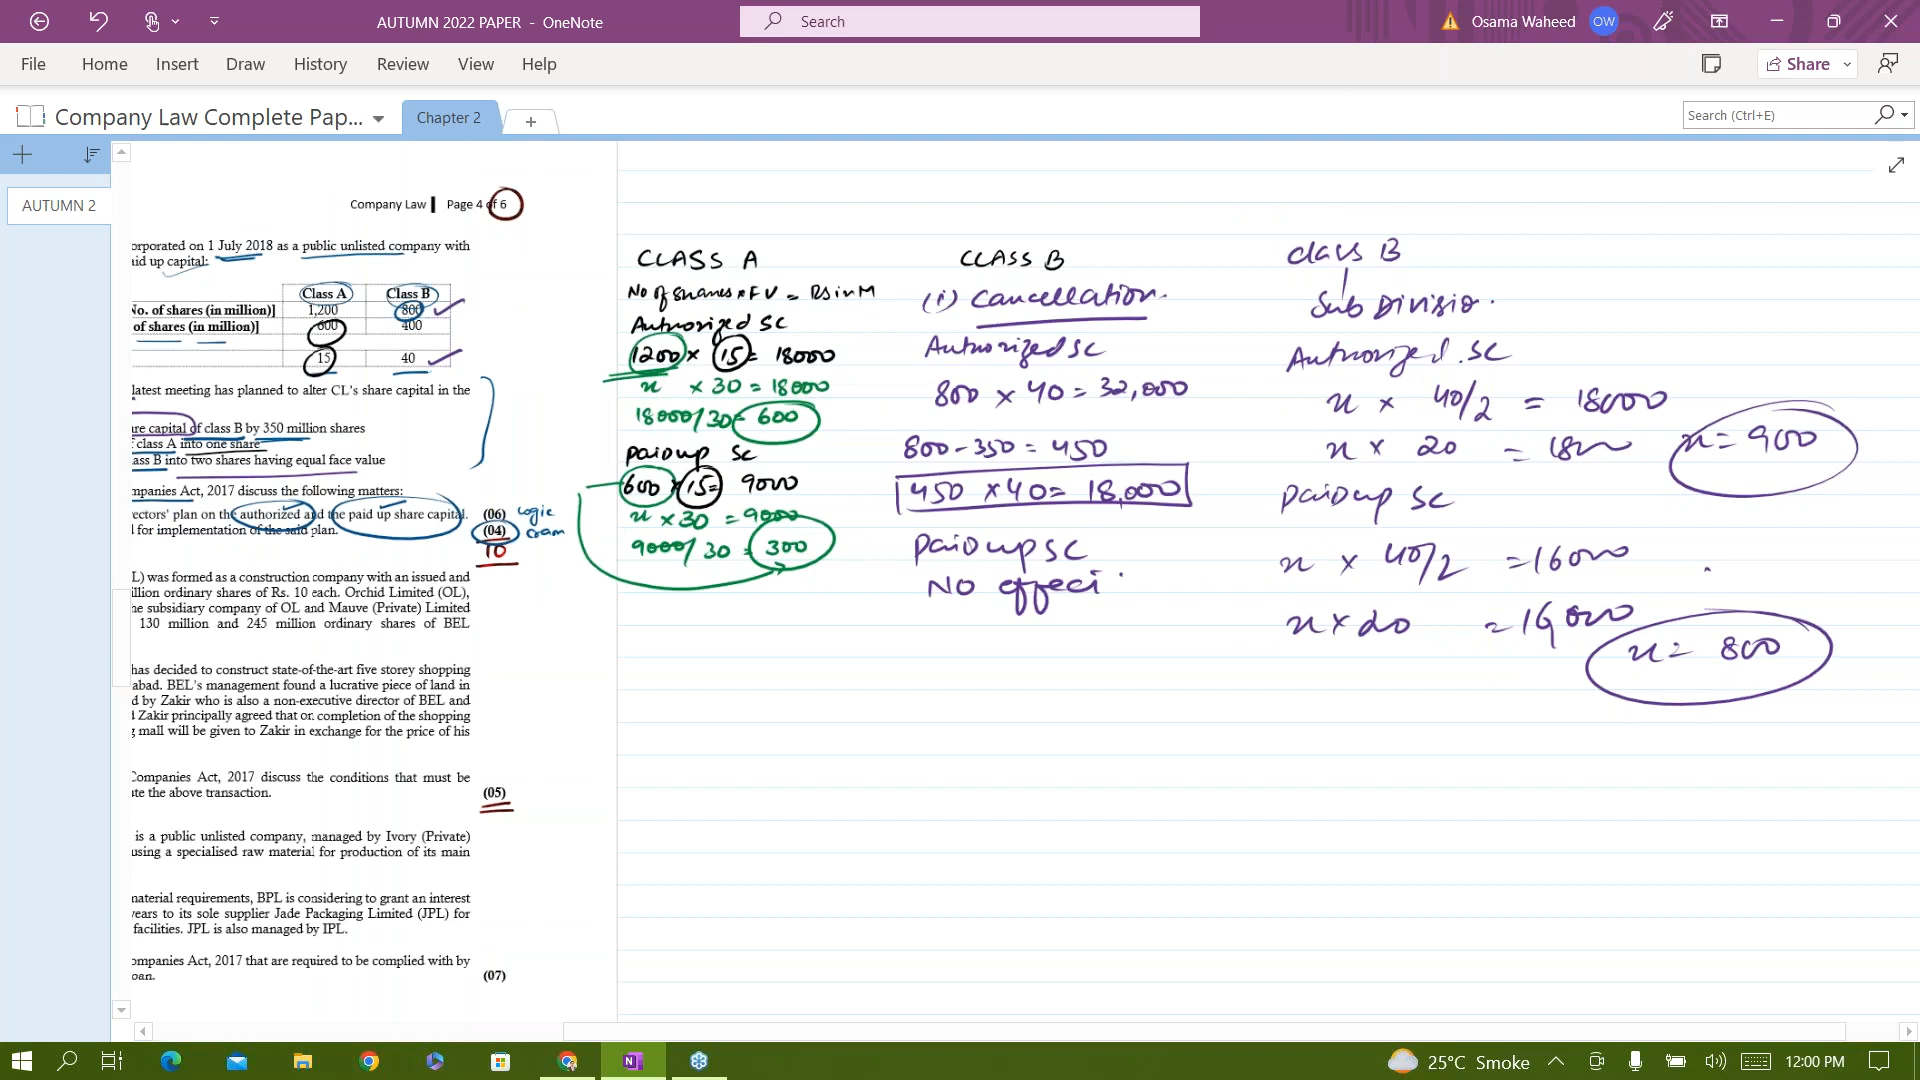 AUTUMN 2022 PAPER - OneNote
Search
Osama Waheed
OW
File Home Insert Draw History Review View Help
Share
Company Law Complete Pap...
Chapter 2
Search (Ctrl+E)
AUTUMN 2
Company Law Page 4 of 6
orporated on 1 July 2018 as a public unlisted company with
aid up capital:
Class A Class B
No. of shares (in million)] 1,200 800
of shares (in million)] 600 400
15 40
latest meeting has planned to alter CL's share capital in the
re capital of class B by 350 million shares
class A into one share
lass B into two shares having equal face value
mpanies Act, 2017 discuss the following matters:
rectors' plan on the authorized and the paid up share capital. (06) Logic
d for implementation of the said plan. (04) cram
10
L) was formed as a construction company with an issued and
illion ordinary shares of Rs. 10 each. Orchid Limited (OL),
he subsidiary company of OL and Mauve (Private) Limited
130 million and 245 million ordinary shares of BEL
has decided to construct state-of-the-art five storey shopping
abad. BEL's management found a lucrative piece of land in
d by Zakir who is also a non-executive director of BEL and
d Zakir principally agreed that on completion of the shopping
g mall will be given to Zakir in exchange for the price of his
Companies Act, 2017 discuss the conditions that must be
ute the above transaction. (05)
is a public unlisted company, managed by Ivory (Private)
using a specialised raw material for production of its main
material requirements, BPL is considering to grant an interest
years to its sole supplier Jade Packaging Limited (JPL) for
facilities. JPL is also managed by IPL.
ompanies Act, 2017 that are required to be complied with by
oan. (07)
CLASS A
No of shares x FV = Rs in M
Authorized SC
1200 x 15 = 18000
x x 30 = 18000
18000/30 = 600
paid up SC
600 x 15 = 9000
x x 30 = 9000
9000/30 = 300
CLASS B
(i) Cancellation.
Authorized SC
800 x 40 = 32,000
800 - 350 = 450
450 x 40 = 18,000
Paid up SC
NO effect
class B
Sub Division.
Authorized SC
x x 40/2 = 18000
x x 20 = 18000 x = 900
paid up SC
x x 40/2 = 16000
x x 20 = 16,000
x = 800
25°C Smoke
12:00 PM